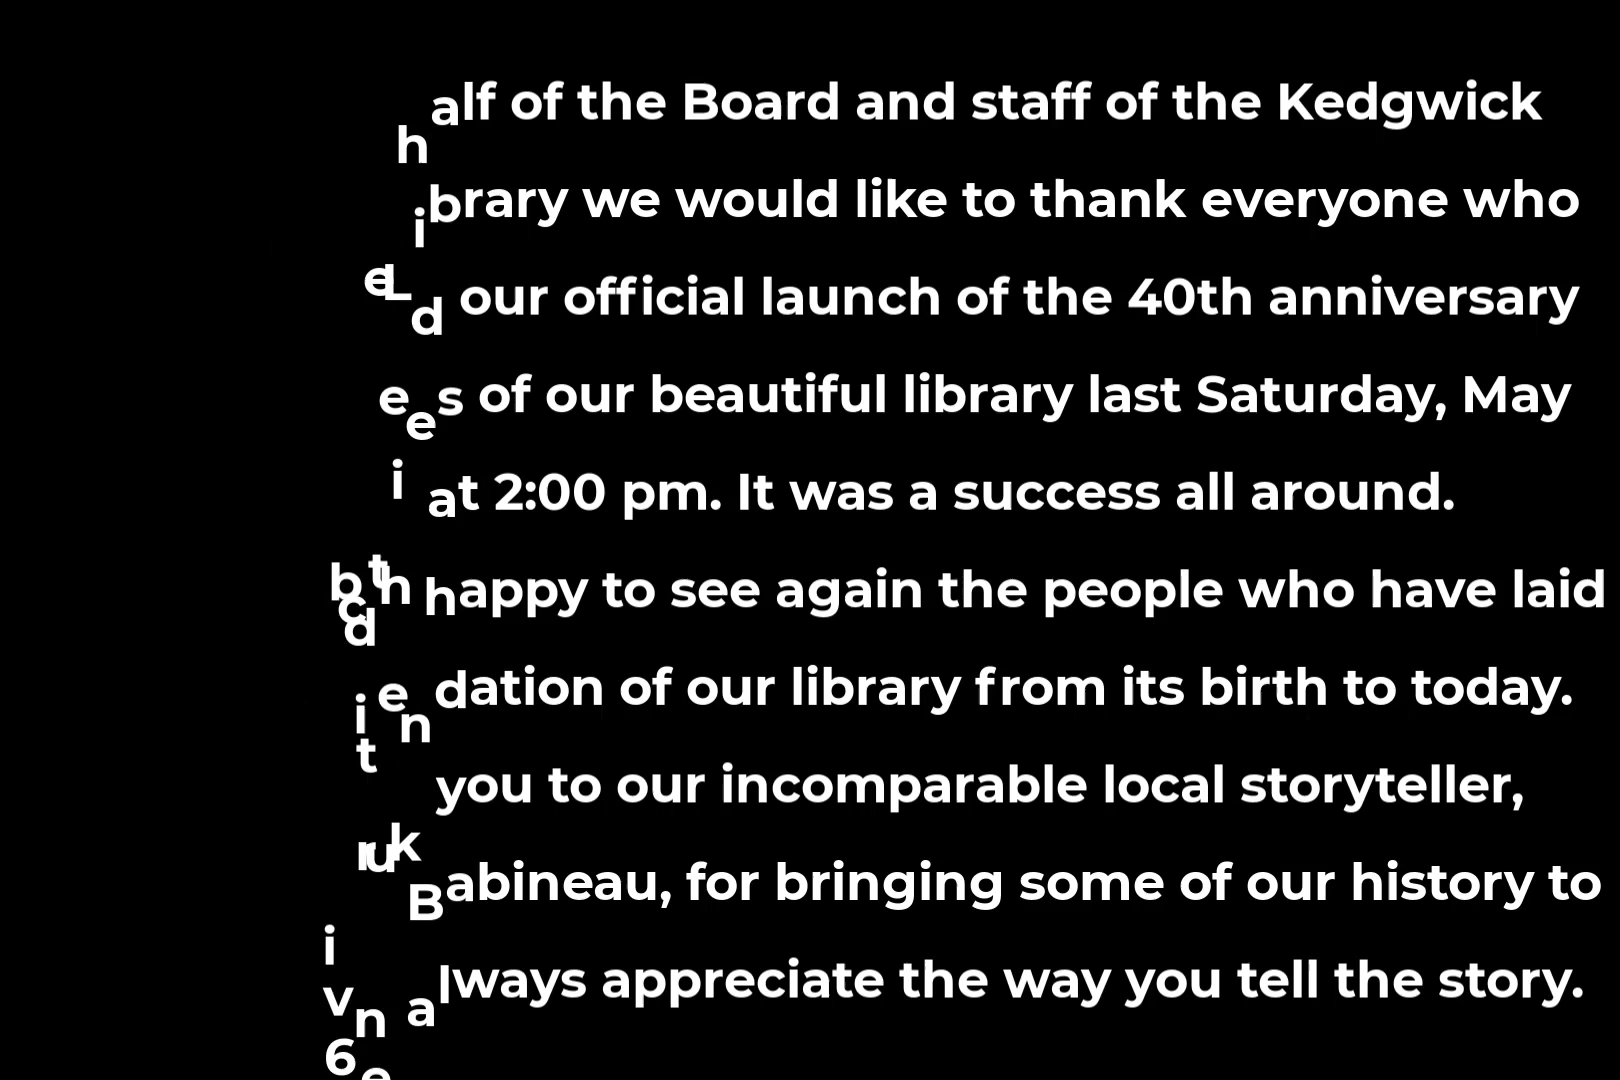 half of the Board and staff of the Kedgwick
ibrary we would like to thank everyone who
d our official launch of the 40th anniversary
s of our beautiful library last Saturday, May
at 2:00 pm. It was a success all around.
happy to see again the people who have laid
dation of our library from its birth to today.
you to our incomparable local storyteller,
Babineau, for bringing some of our history to
always appreciate the way you tell the story.